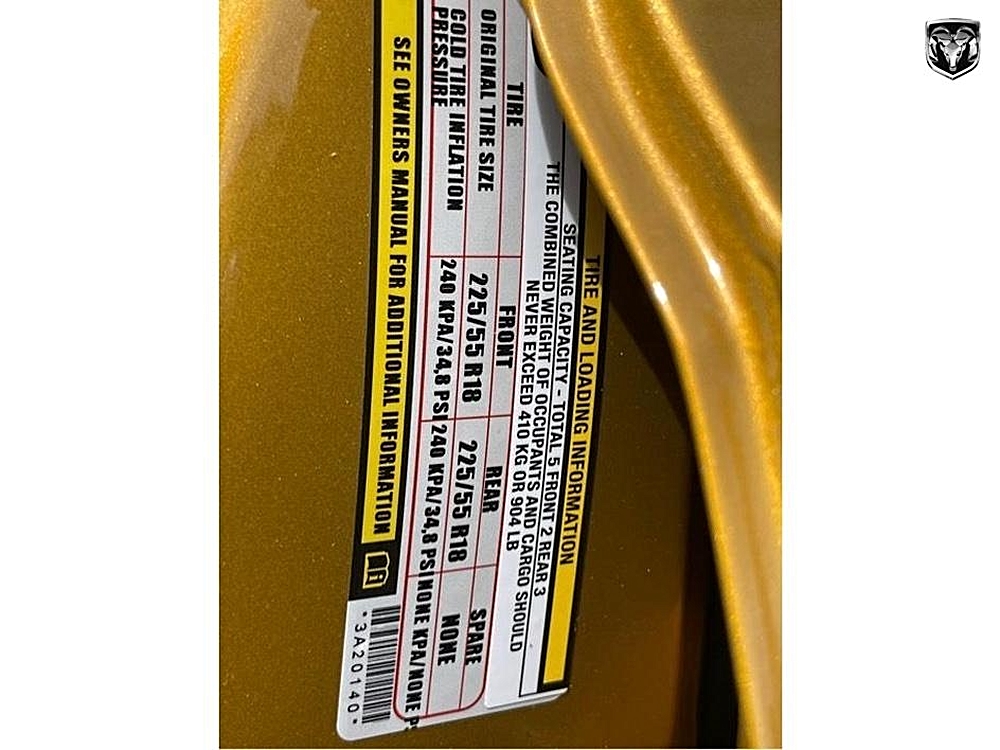 TIRE AND LOADING INFORMATION
SEATING CAPACITY - TOTAL 5 FRONT 2 REAR 3
THE COMBINED WEIGHT OF OCCUPANTS AND CARGO SHOULD
NEVER EXCEED 410 KG OR 904 LB
TIRE FRONT REAR SPARE
ORIGINAL TIRE SIZE 225/55 R18 225/55 R18 NONE
COLD TIRE INFLATION PRESSURE 240 KPA/34,8 PSI 240 KPA/34,8 PSI NONE KPA/NONE PS
SEE OWNERS MANUAL FOR ADDITIONAL INFORMATION
*3A20140*